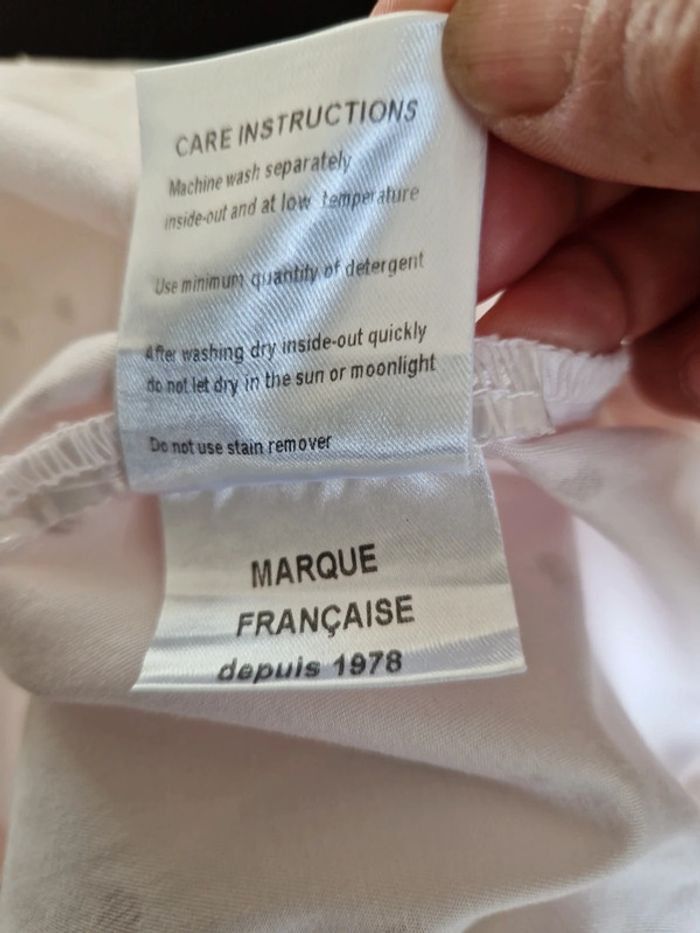 CARE INSTRUCTIONS
Machine wash separately
inside-out and at low temperature
Use minimum quantity of detergent
After washing dry inside-out quickly
do not let dry in the sun or moonlight
Do not use stain remover
MARQUE
FRANÇAISE
depuis 1978